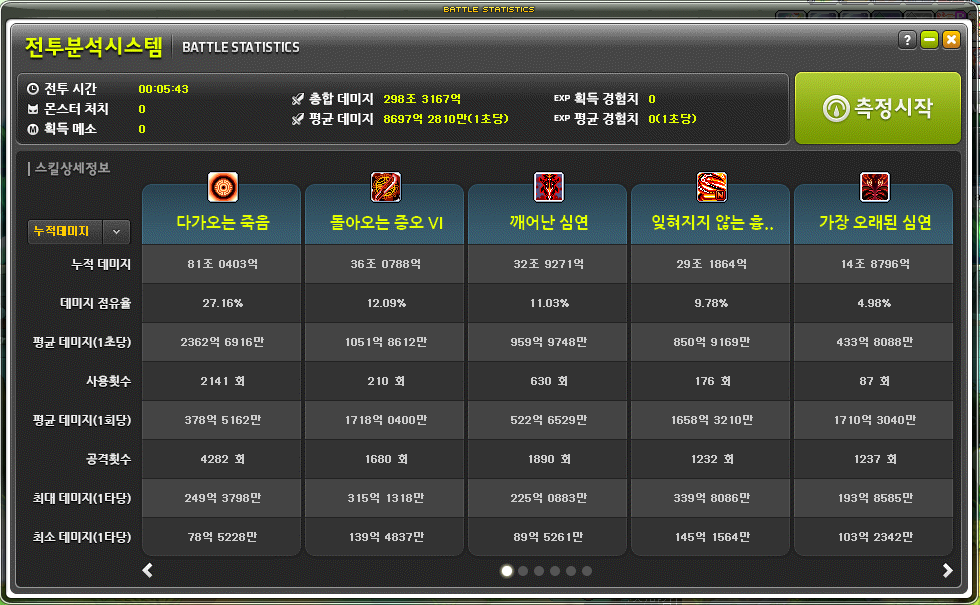 BATTLE STATISTICS
전투분석시스템 BATTLE STATISTICS
?
전투 시간 00:05:43
몬스터 처치 0
획득 메소 0
총합 데미지 298조 3167억
평균 데미지 8697억 2810만(1초당)
EXP 획득 경험치 0
EXP 평균 경험치 0(1초당)
측정시작
스킬상세정보
다가오는 죽음 돌아오는 증오 VI 깨어난 심연 잊혀지지 않는 흉.. 가장 오래된 심연
누적데미지
누적 데미지 81조 0403억 36조 0788억 32조 9271억 29조 1864억 14조 8796억
데미지 점유율 27.16% 12.09% 11.03% 9.78% 4.98%
평균 데미지(1초당) 2362억 6916만 1051억 8612만 959억 9748만 850억 9169만 433억 8088만
사용횟수 2141 회 210 회 630 회 176 회 87 회
평균 데미지(1회당) 378억 5162만 1718억 0400만 522억 6529만 1658억 3210만 1710억 3040만
공격횟수 4282 회 1680 회 1890 회 1232 회 1237 회
최대 데미지(1타당) 249억 3798만 315억 1318만 225억 0883만 339억 8086만 193억 8585만
최소 데미지(1타당) 78억 5228만 139억 4837만 89억 5261만 145억 1564만 103억 2342만